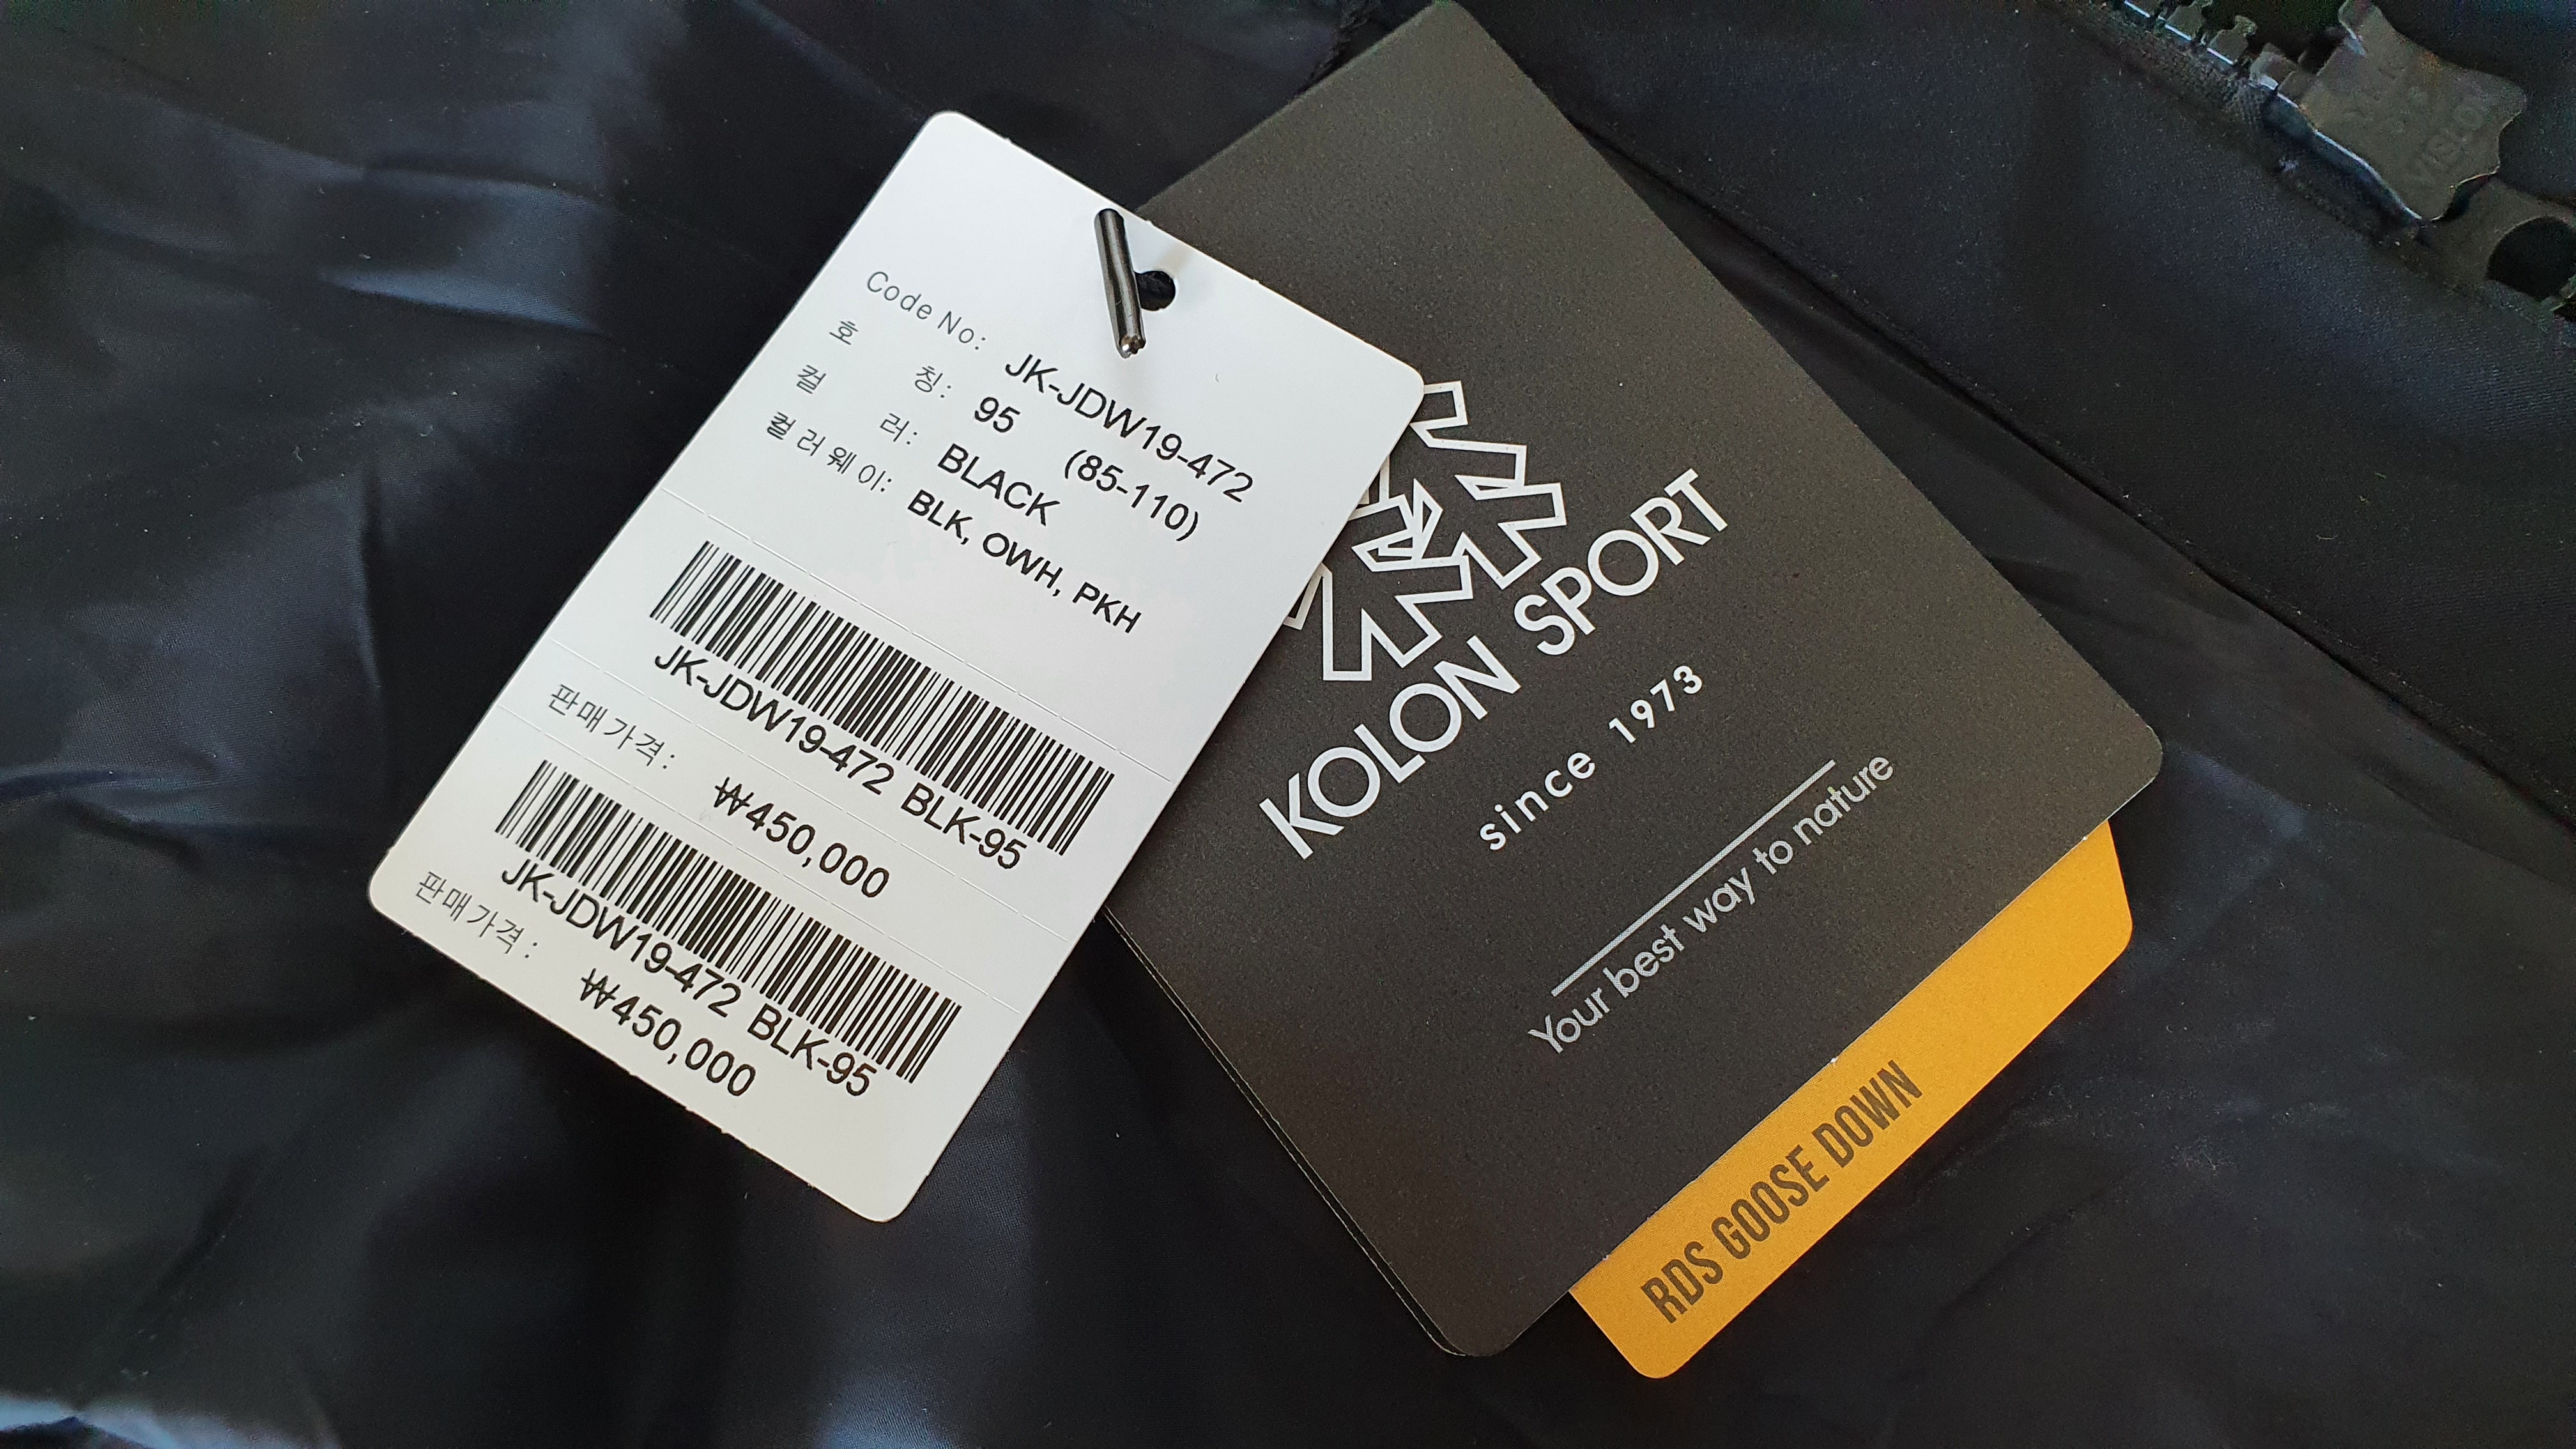 Code No: JK-JDW19-472
호 칭: 95 (85-110)
컬 러: BLACK
컬러웨이: BLK, OWH, PKH
JK-JDW19-472 BLK-95
판매가격: ₩450,000
JK-JDW19-472 BLK-95
판매가격: ₩450,000
KOLON SPORT
since 1973
Your best way to nature
RDS GOOSE DOWN
VISLON